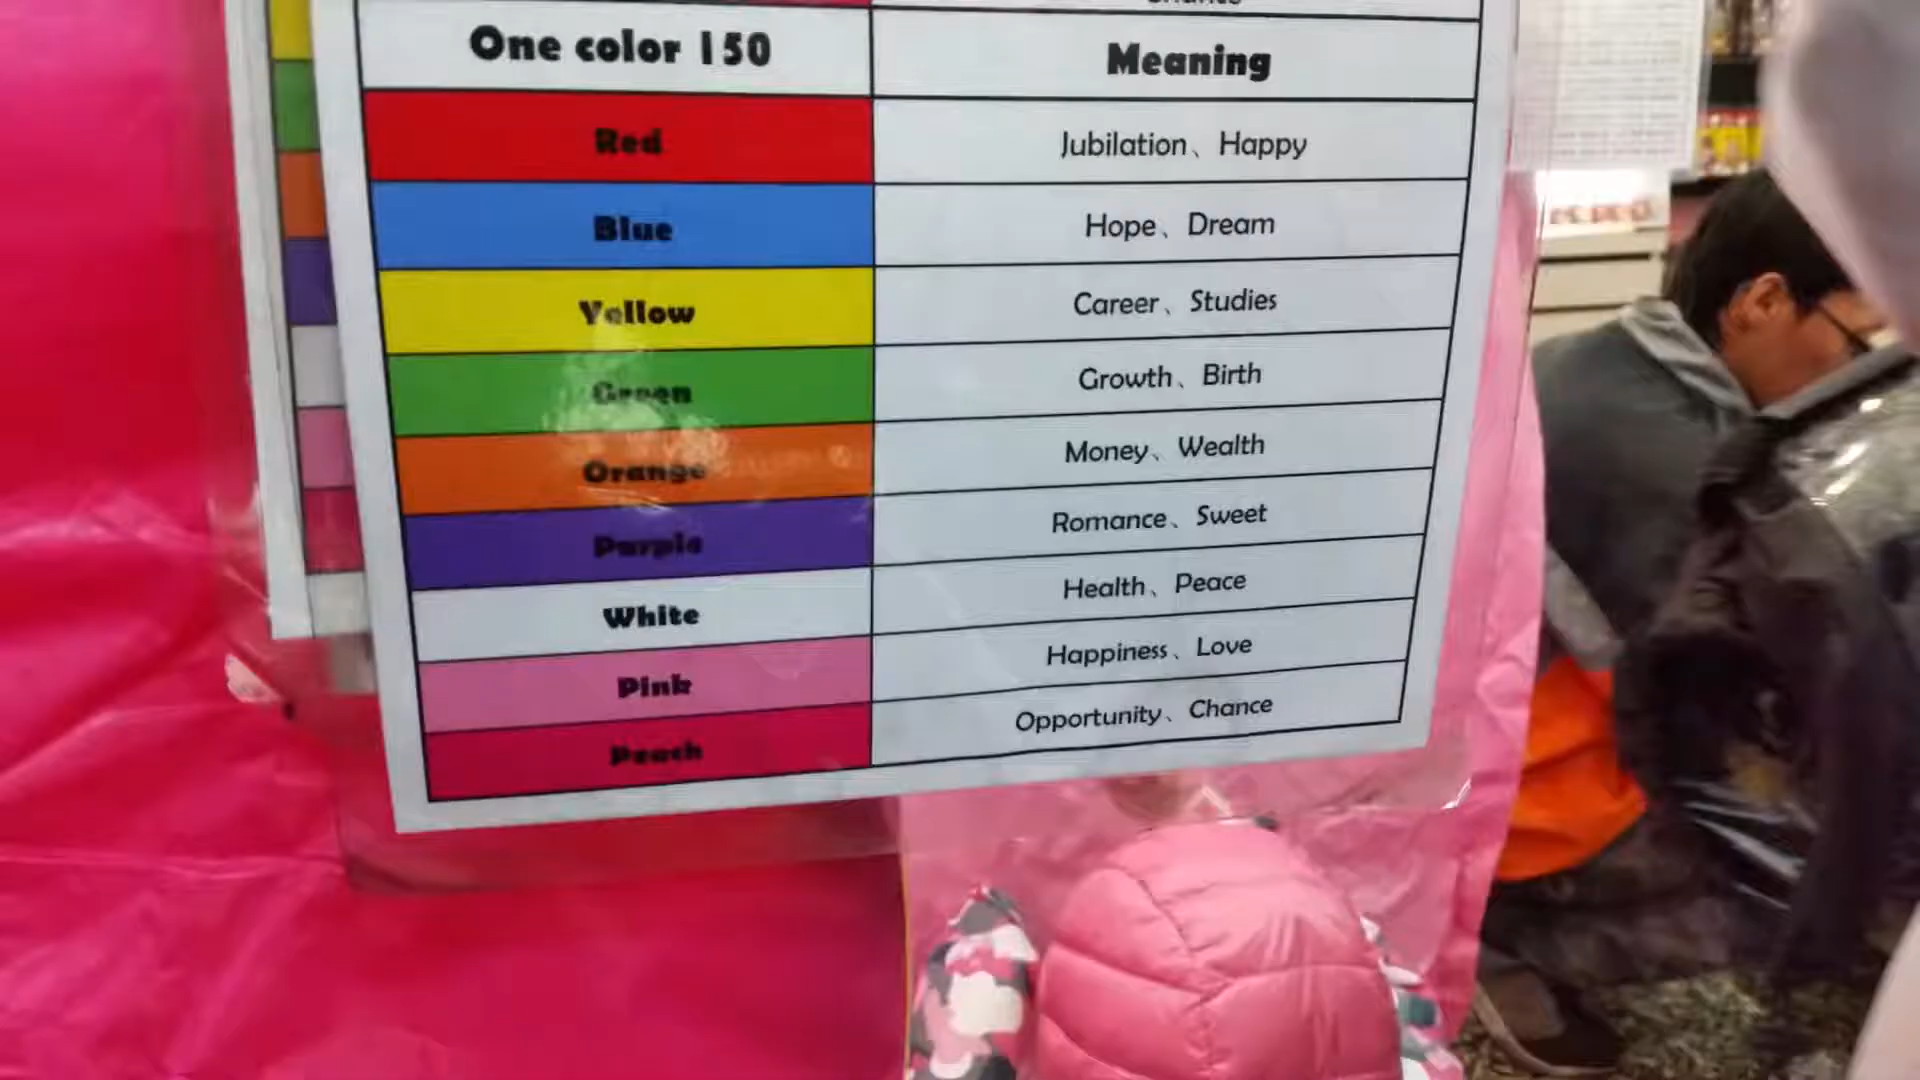 One color 150 Meaning
Red Jubilation、Happy
Blue Hope、Dream
Yellow Career、Studies
Green Growth、Birth
Orange Money、Wealth
Purple Romance、Sweet
White Health、Peace
Pink Happiness、Love
Peach Opportunity、Chance